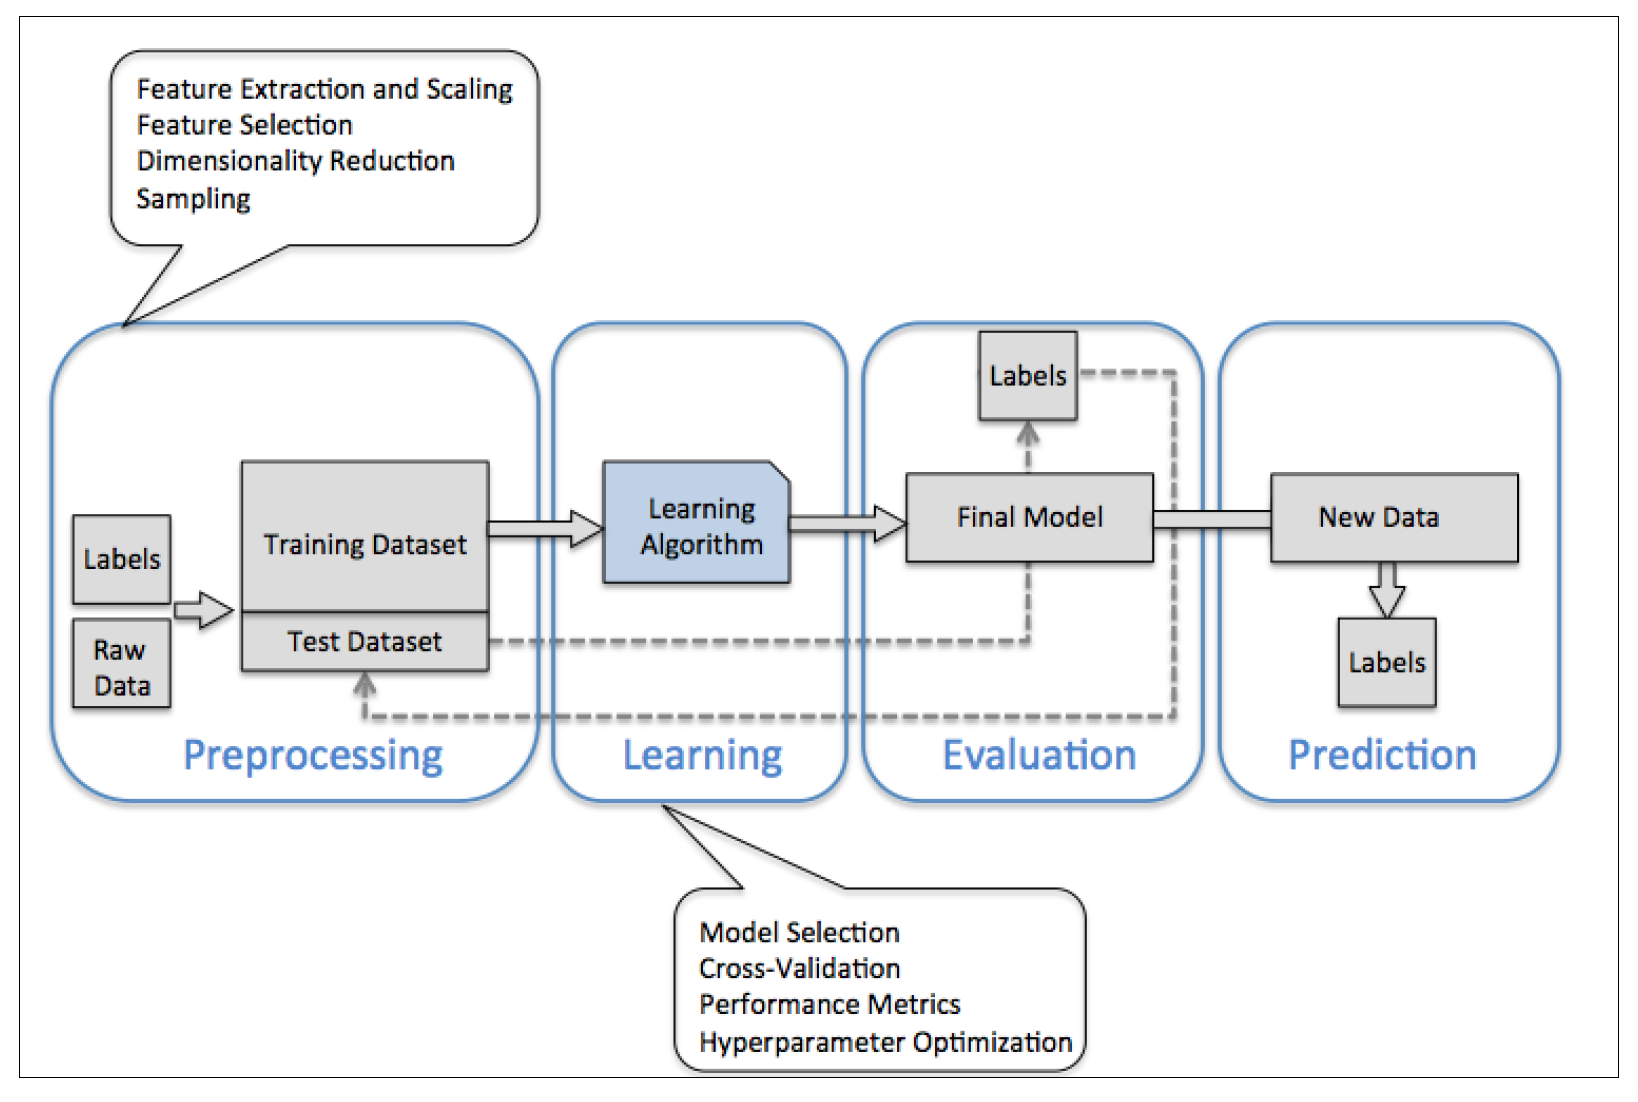 Feature Extraction and Scaling
Feature Selection
Dimensionality Reduction
Sampling
Labels
Raw
Data
Training Dataset
Test Dataset
Preprocessing
Learning
Algorithm
Learning
Labels
Final Model
Evaluation
New Data
Labels
Prediction
Model Selection
Cross-Validation
Performance Metrics
Hyperparameter Optimization